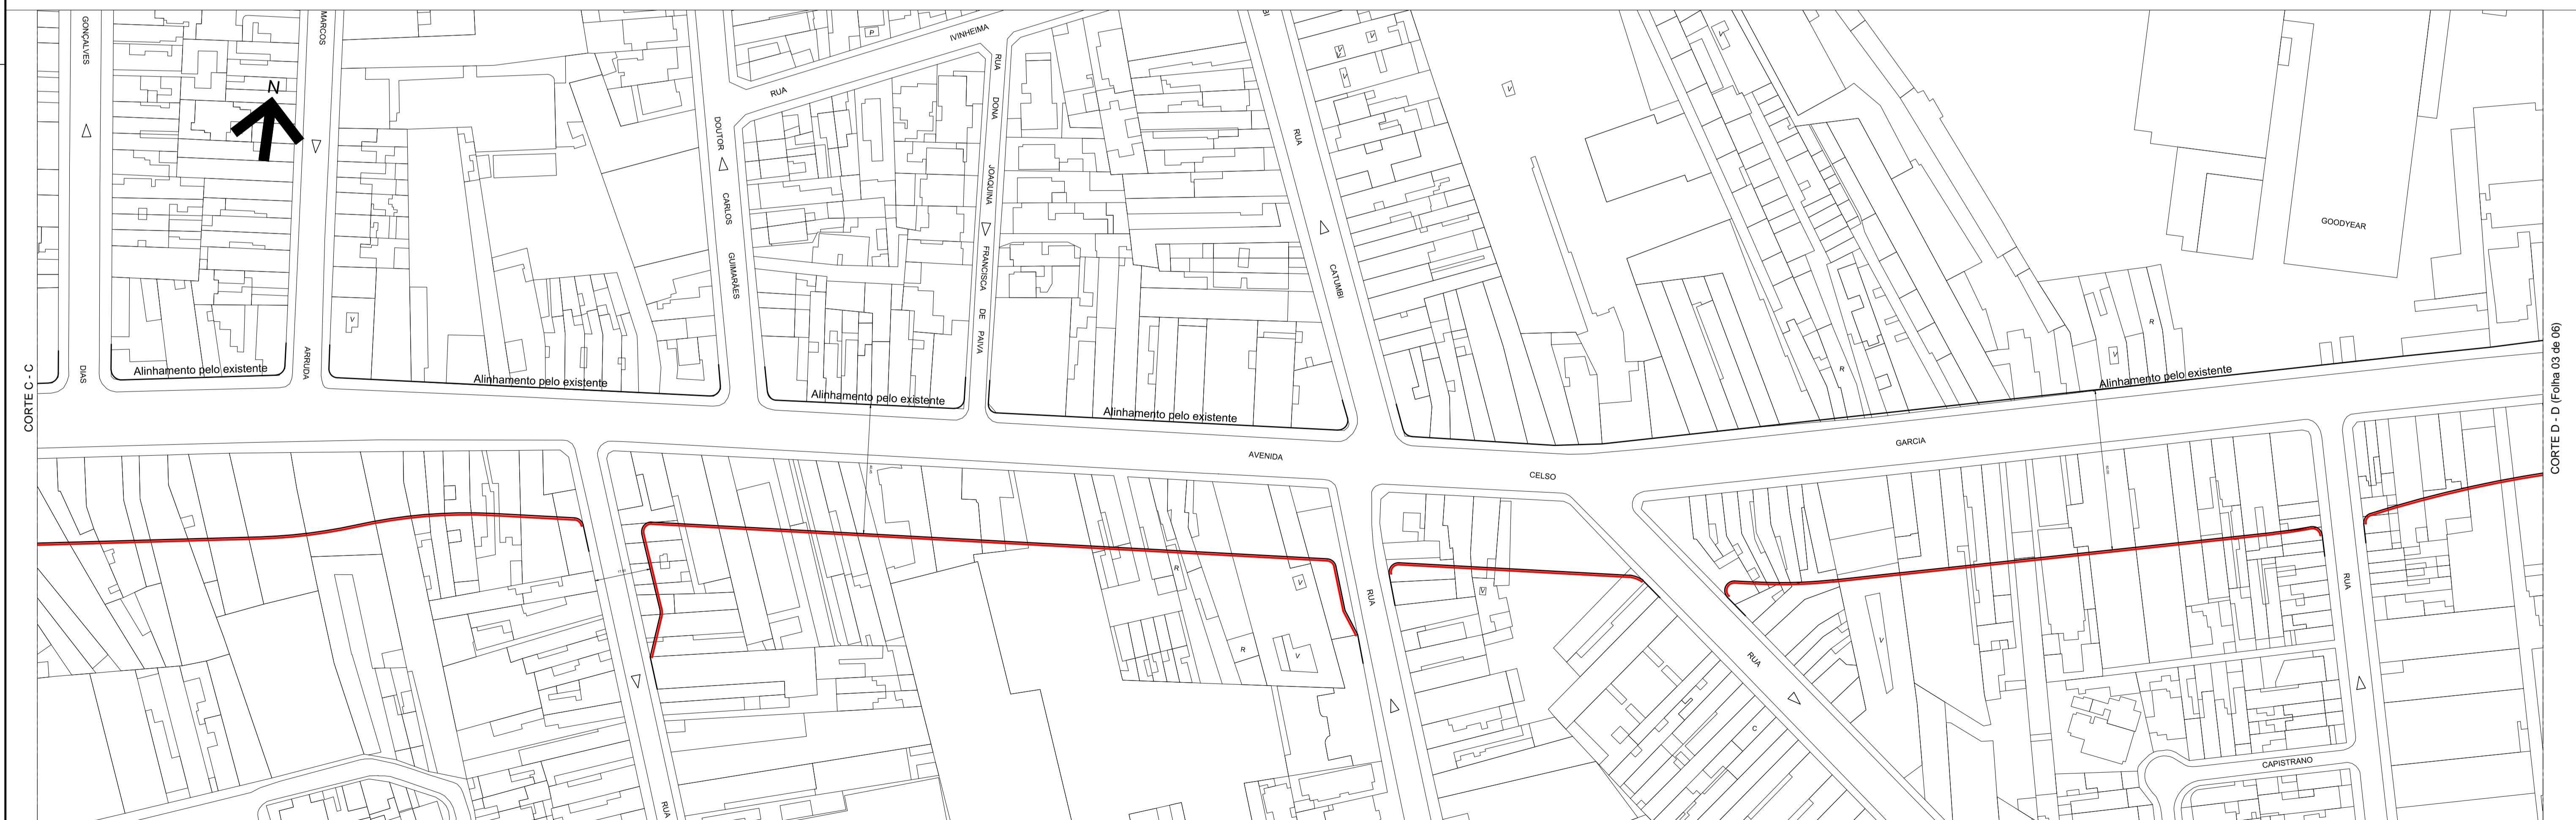 GONÇALVES
DIAS
MARCOS
ARRUDA
N
P
IVINHEIMA
RUA
DOUTOR
CARLOS
GUIMARÃES
RUA
DONA
JOAQUINA
FRANCISCA
DE
PAIVA
BI
RUA
CATUMBI
V
V
V
V
V
V
GOODYEAR
R
R
V
Alinhamento pelo existente
Alinhamento pelo existente
Alinhamento pelo existente
Alinhamento pelo existente
Alinhamento pelo existente
CORTE C - C
CORTE D - D (Folha 03 de 06)
AVENIDA
CELSO
GARCIA
R
V
R
V
V
V
C
RUA
RUA
RUA
RUA
CAPISTRANO